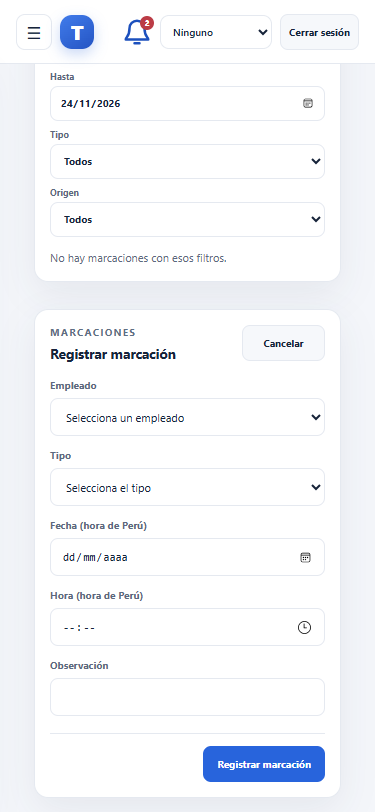 ☰ T 2 Ninguno Cerrar sesión
Hasta
24/11/2026
Tipo
Todos
Origen
Todos
No hay marcaciones con esos filtros.
MARCACIONES
Registrar marcación
Cancelar
Empleado
Selecciona un empleado
Tipo
Selecciona el tipo
Fecha (hora de Perú)
dd/mm/aaaa
Hora (hora de Perú)
--:--
Observación
Registrar marcación